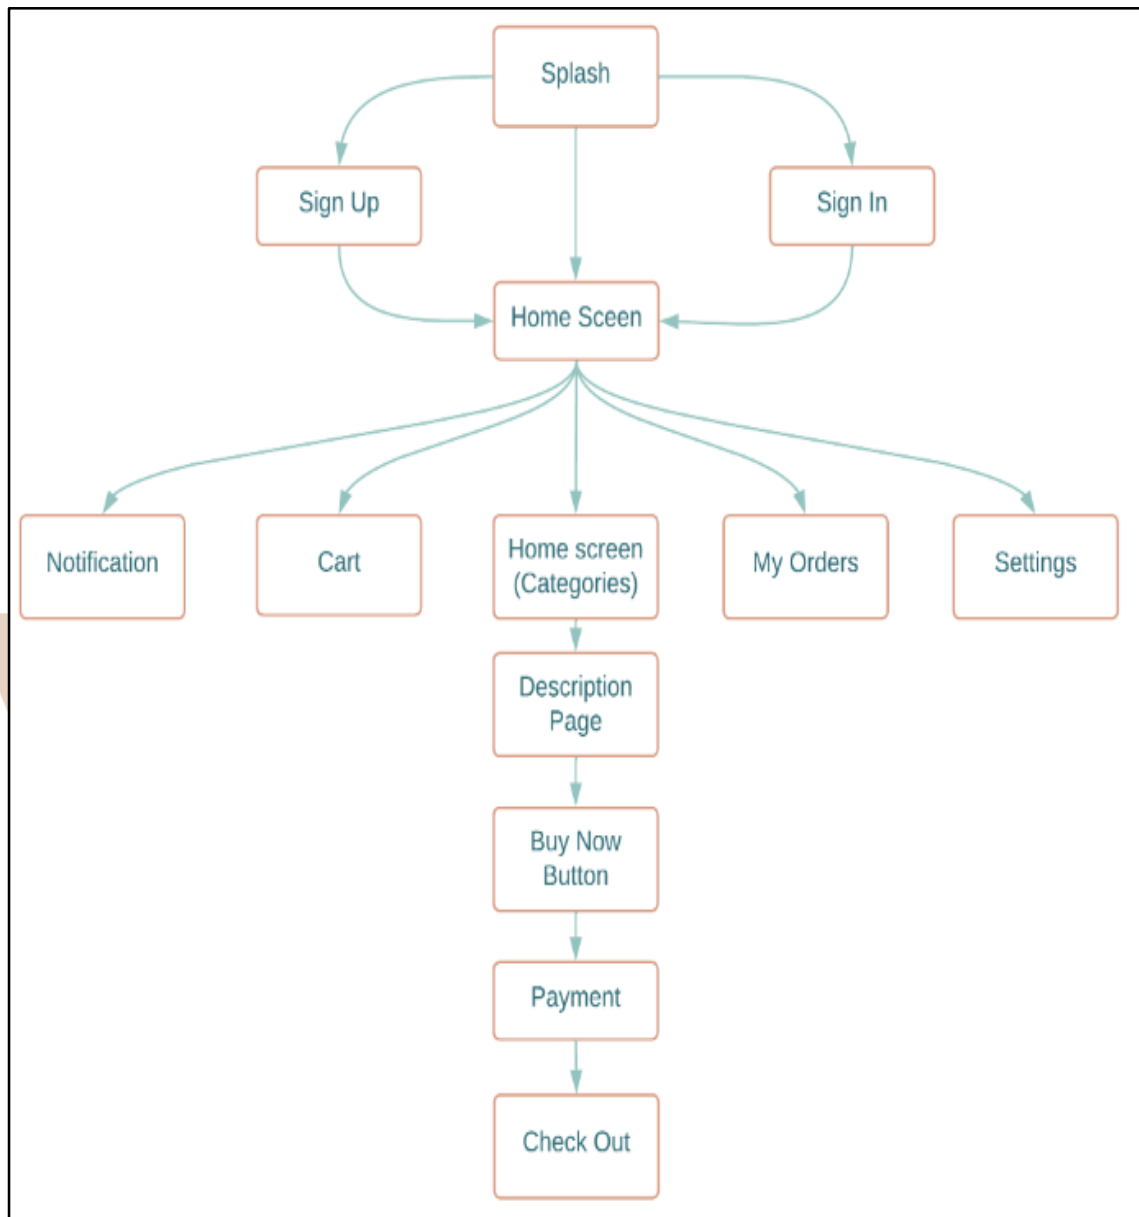 Splash
Sign Up
Sign In
Home Sceen
Notification
Cart
Home screen
(Categories)
My Orders
Settings
Description
Page
Buy Now
Button
Payment
Check Out